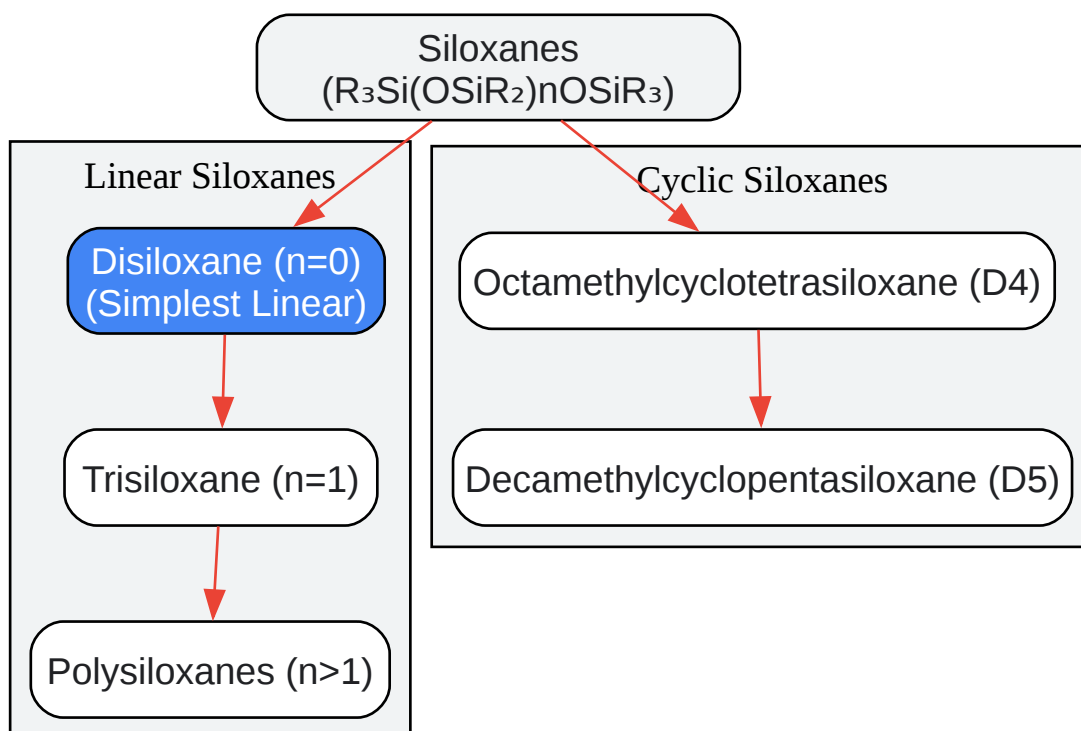 Siloxanes
(R₃Si(OSiR₂)nOSiR₃)
Linear Siloxanes
Disiloxane (n=0)
(Simplest Linear)
Trisiloxane (n=1)
Polysiloxanes (n>1)
Cyclic Siloxanes
Octamethylcyclotetrasiloxane (D4)
Decamethylcyclopentasiloxane (D5)